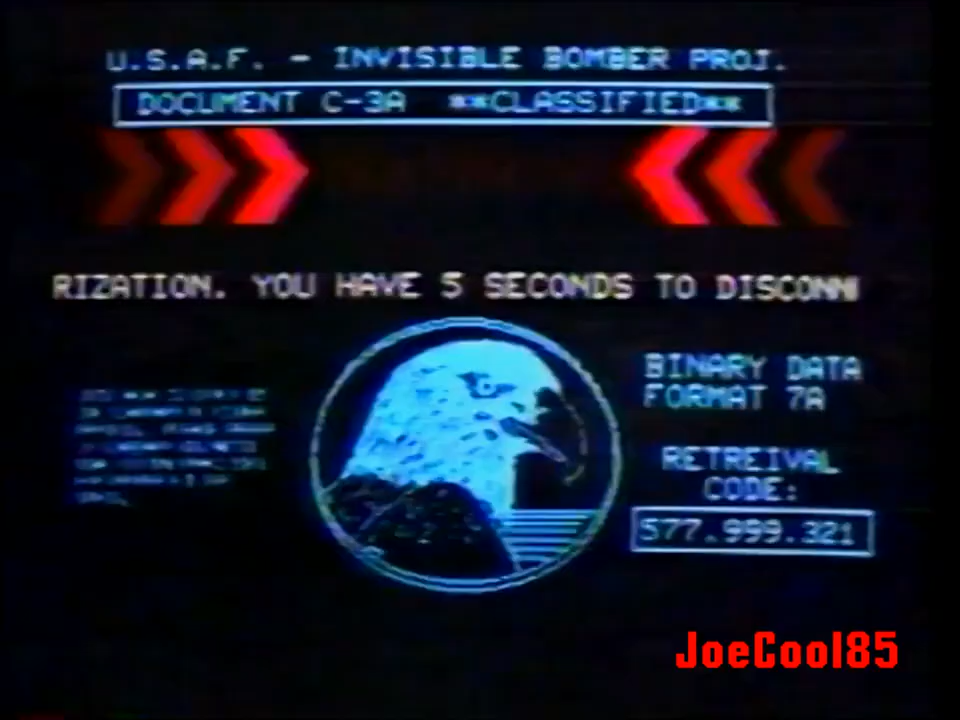 U.S.A.F. - INVISIBLE BOMBER PROJ.
DOCUMENT C-3A **CLASSIFIED**
RIZATION. YOU HAVE 5 SECONDS TO DISCONN
BINARY DATA
FORMAT 7A
RETREIVAL
CODE:
577.999.321
JoeCool85